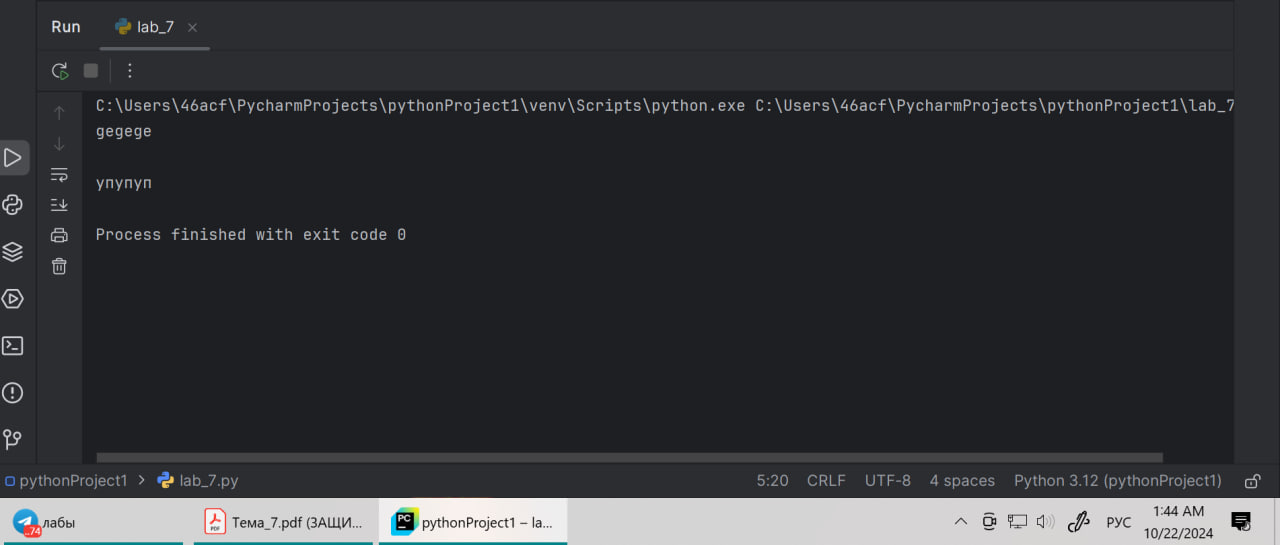 Run lab_7
C:\Users\46acf\PycharmProjects\pythonProject1\venv\Scripts\python.exe C:\Users\46acf\PycharmProjects\pythonProject1\lab_7
gegege
упупуп
Process finished with exit code 0
pythonProject1 > lab_7.py 5:20 CRLF UTF-8 4 spaces Python 3.12 (pythonProject1)
74 лабы PDF Тема_7.pdf (ЗАЩИ... PC pythonProject1 – la... РУС 1:44 AM
10/22/2024